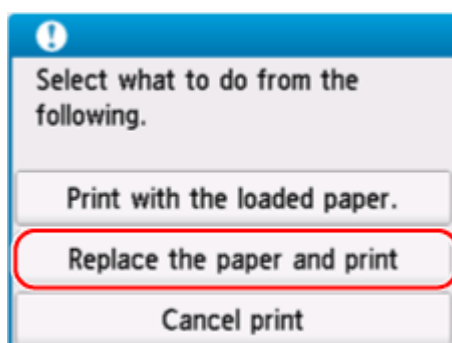 Select what to do from the
following.
Print with the loaded paper.
Replace the paper and print
Cancel print